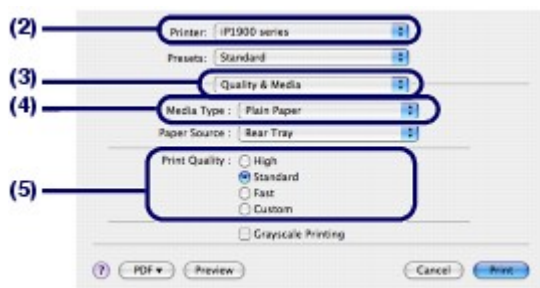 (2) Printer: iP1900 series
Presets: Standard
(3) Quality & Media
(4) Media Type : Plain Paper
Paper Source : Rear Tray
Print Quality : High
Standard
(5) Fast
Custom
Grayscale Printing
? PDF Preview Cancel Print